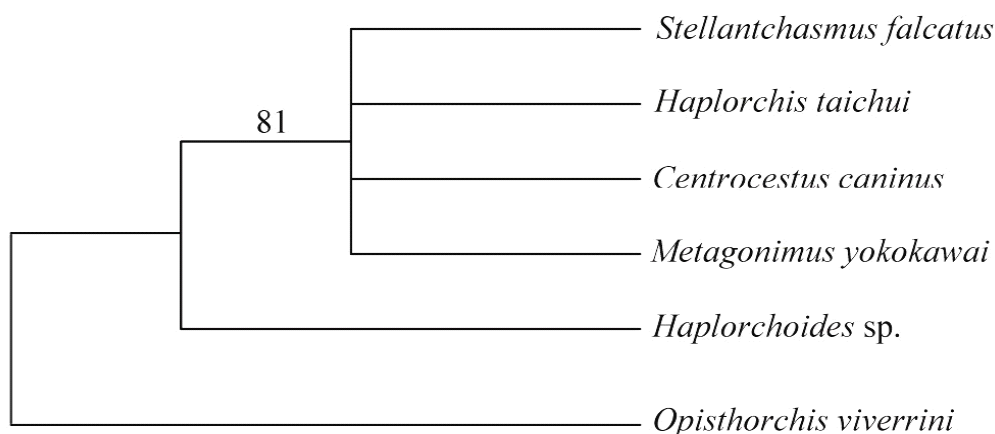 Stellantchasmus falcatus
Haplorchis taichui
81
Centrocestus caninus
Metagonimus yokokawai
Haplorchoides sp.
Opisthorchis viverrini